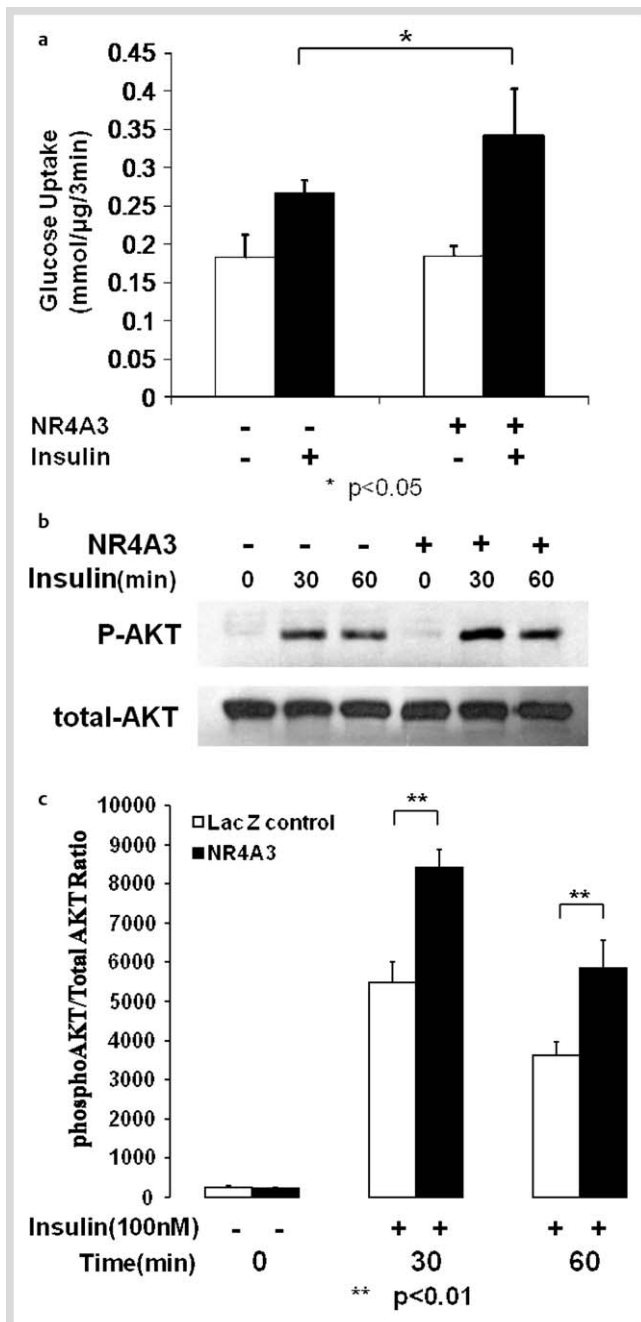 a
*
0.45
0.4
0.35
0.3
0.25
0.2
0.15
0.1
0.05
0
Glucose Uptake
(mmol/µg/3min)
NR4A3 - - + +
Insulin - + - +
* p<0.05
b
NR4A3 - - - + + +
Insulin(min) 0 30 60 0 30 60
P-AKT
total-AKT
c
10000
9000
8000
7000
6000
5000
4000
3000
2000
1000
0
phosphoAKT/Total AKT Ratio
Lac Z control
NR4A3
**
**
Insulin(100nM) - - + + + +
Time(min) 0 30 60
** p<0.01